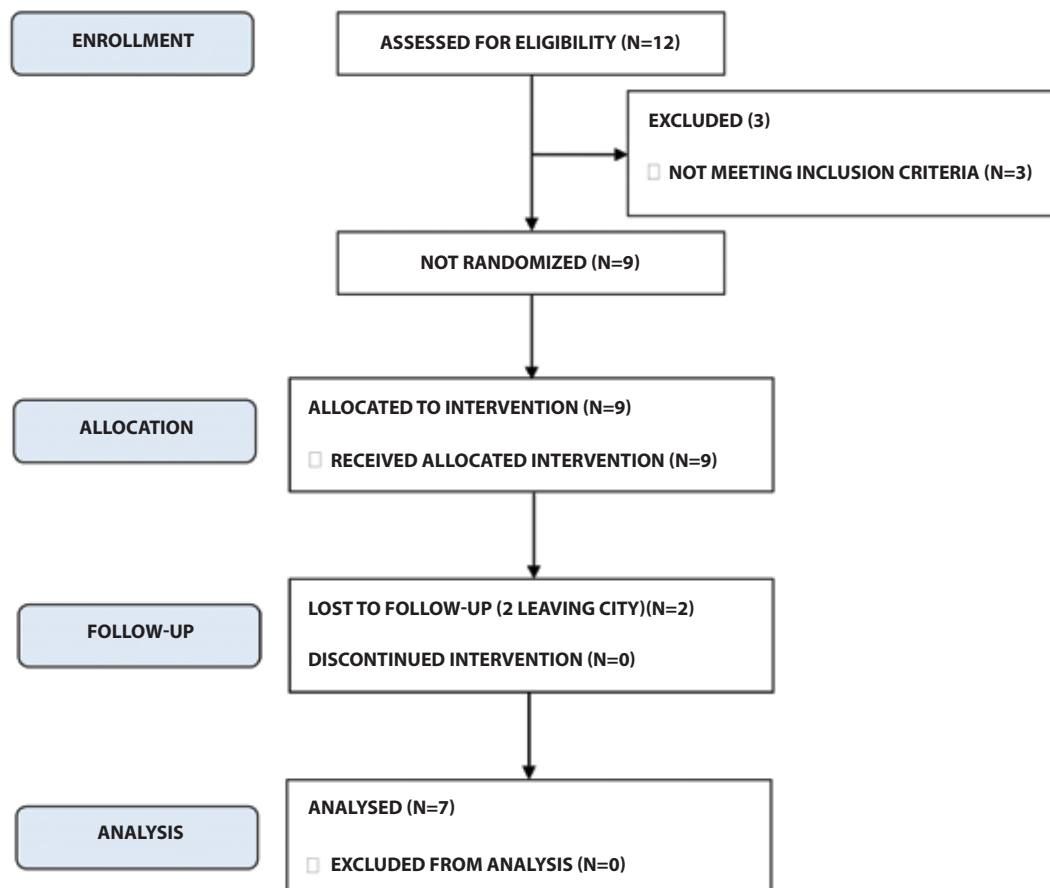 ENROLLMENT
ASSESSED FOR ELIGIBILITY (N=12)
EXCLUDED (3)
NOT MEETING INCLUSION CRITERIA (N=3)
NOT RANDOMIZED (N=9)
ALLOCATION
ALLOCATED TO INTERVENTION (N=9)
RECEIVED ALLOCATED INTERVENTION (N=9)
FOLLOW-UP
LOST TO FOLLOW-UP (2 LEAVING CITY)(N=2)
DISCONTINUED INTERVENTION (N=0)
ANALYSIS
ANALYSED (N=7)
EXCLUDED FROM ANALYSIS (N=0)